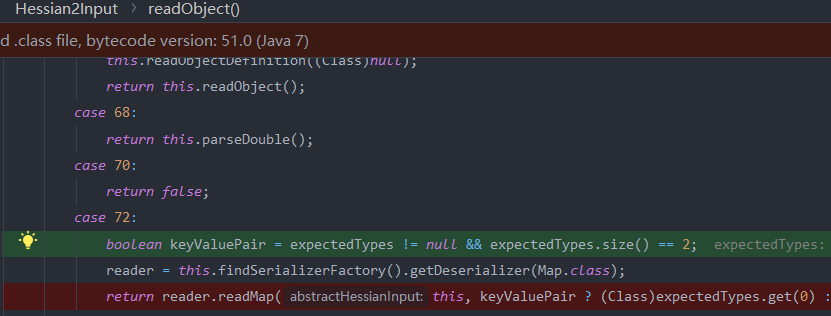 Hessian2Input > readObject()
d .class file, bytecode version: 51.0 (Java 7)
this.readObjectDefinition((Class)null);
return this.readObject();
case 68:
return this.parseDouble();
case 70:
return false;
case 72:
boolean keyValuePair = expectedTypes != null && expectedTypes.size() == 2; expectedTypes:
reader = this.findSerializerFactory().getDeserializer(Map.class);
return reader.readMap( abstractHessianInput: this, keyValuePair ? (Class)expectedTypes.get(0) :